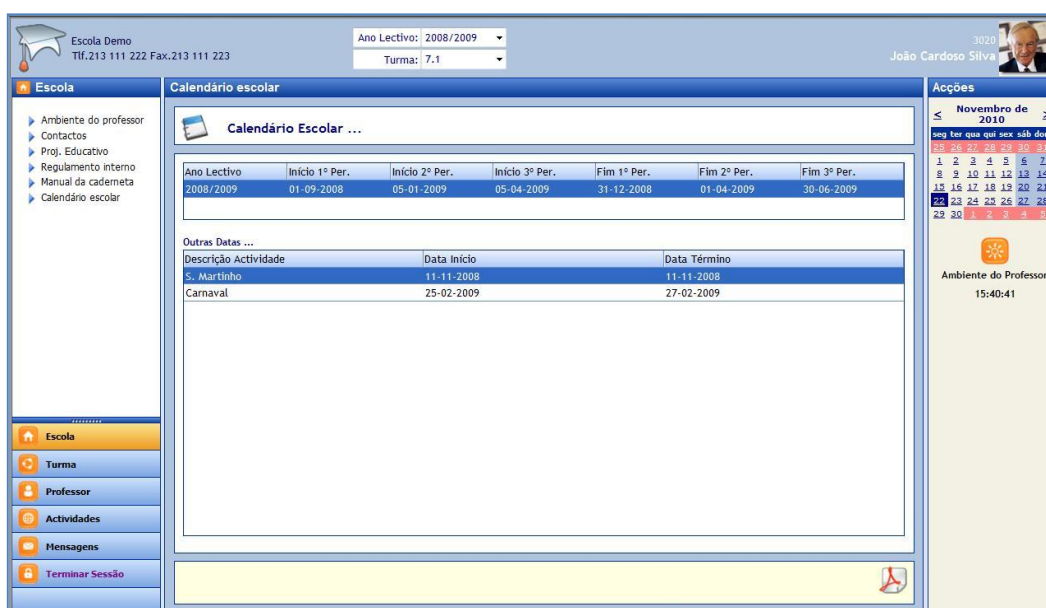 Escola Demo
Tlf.213 111 222 Fax.213 111 223
Ano Lectivo: 2008/2009
Turma: 7.1
3020
João Cardoso Silva
Escola
Ambiente do professor
Contactos
Proj. Educativo
Regulamento interno
Manual da caderneta
Calendário escolar
Calendário escolar
Calendário Escolar ...
Ano Lectivo Início 1º Per. Início 2º Per. Início 3º Per. Fim 1º Per. Fim 2º Per. Fim 3º Per.
2008/2009 01-09-2008 05-01-2009 05-04-2009 31-12-2008 01-04-2009 30-06-2009
Outras Datas ...
Descrição Actividade Data Início Data Término
S. Martinho 11-11-2008 11-11-2008
Carnaval 25-02-2009 27-02-2009
Acções
< Novembro de
2010
seg ter qua qui sex sáb dom
25 26 27 28 29 30 31
1 2 3 4 5 6 7
8 9 10 11 12 13 14
15 16 17 18 19 20 21
22 23 24 25 26 27 28
29 30 1 2 3 4 5
Ambiente do Professor
15:40:41
Escola
Turma
Professor
Actividades
Mensagens
Terminar Sessão